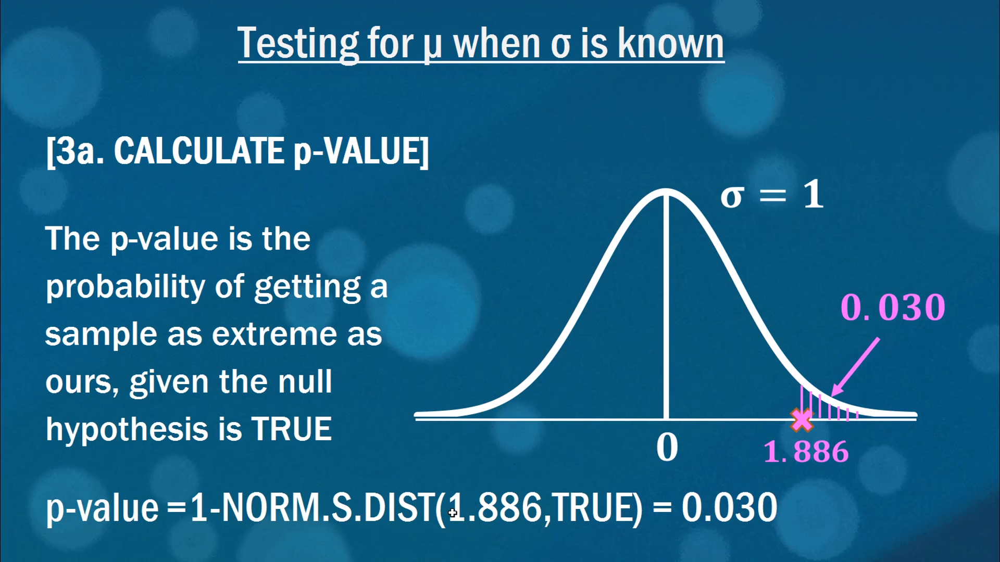 Testing for μ when σ is known
[3a. CALCULATE p-VALUE]
The p-value is the
probability of getting a
sample as extreme as
ours, given the null
hypothesis is TRUE
σ = 1
0.030
0
1.886
p-value =1-NORM.S.DIST(1.886,TRUE) = 0.030